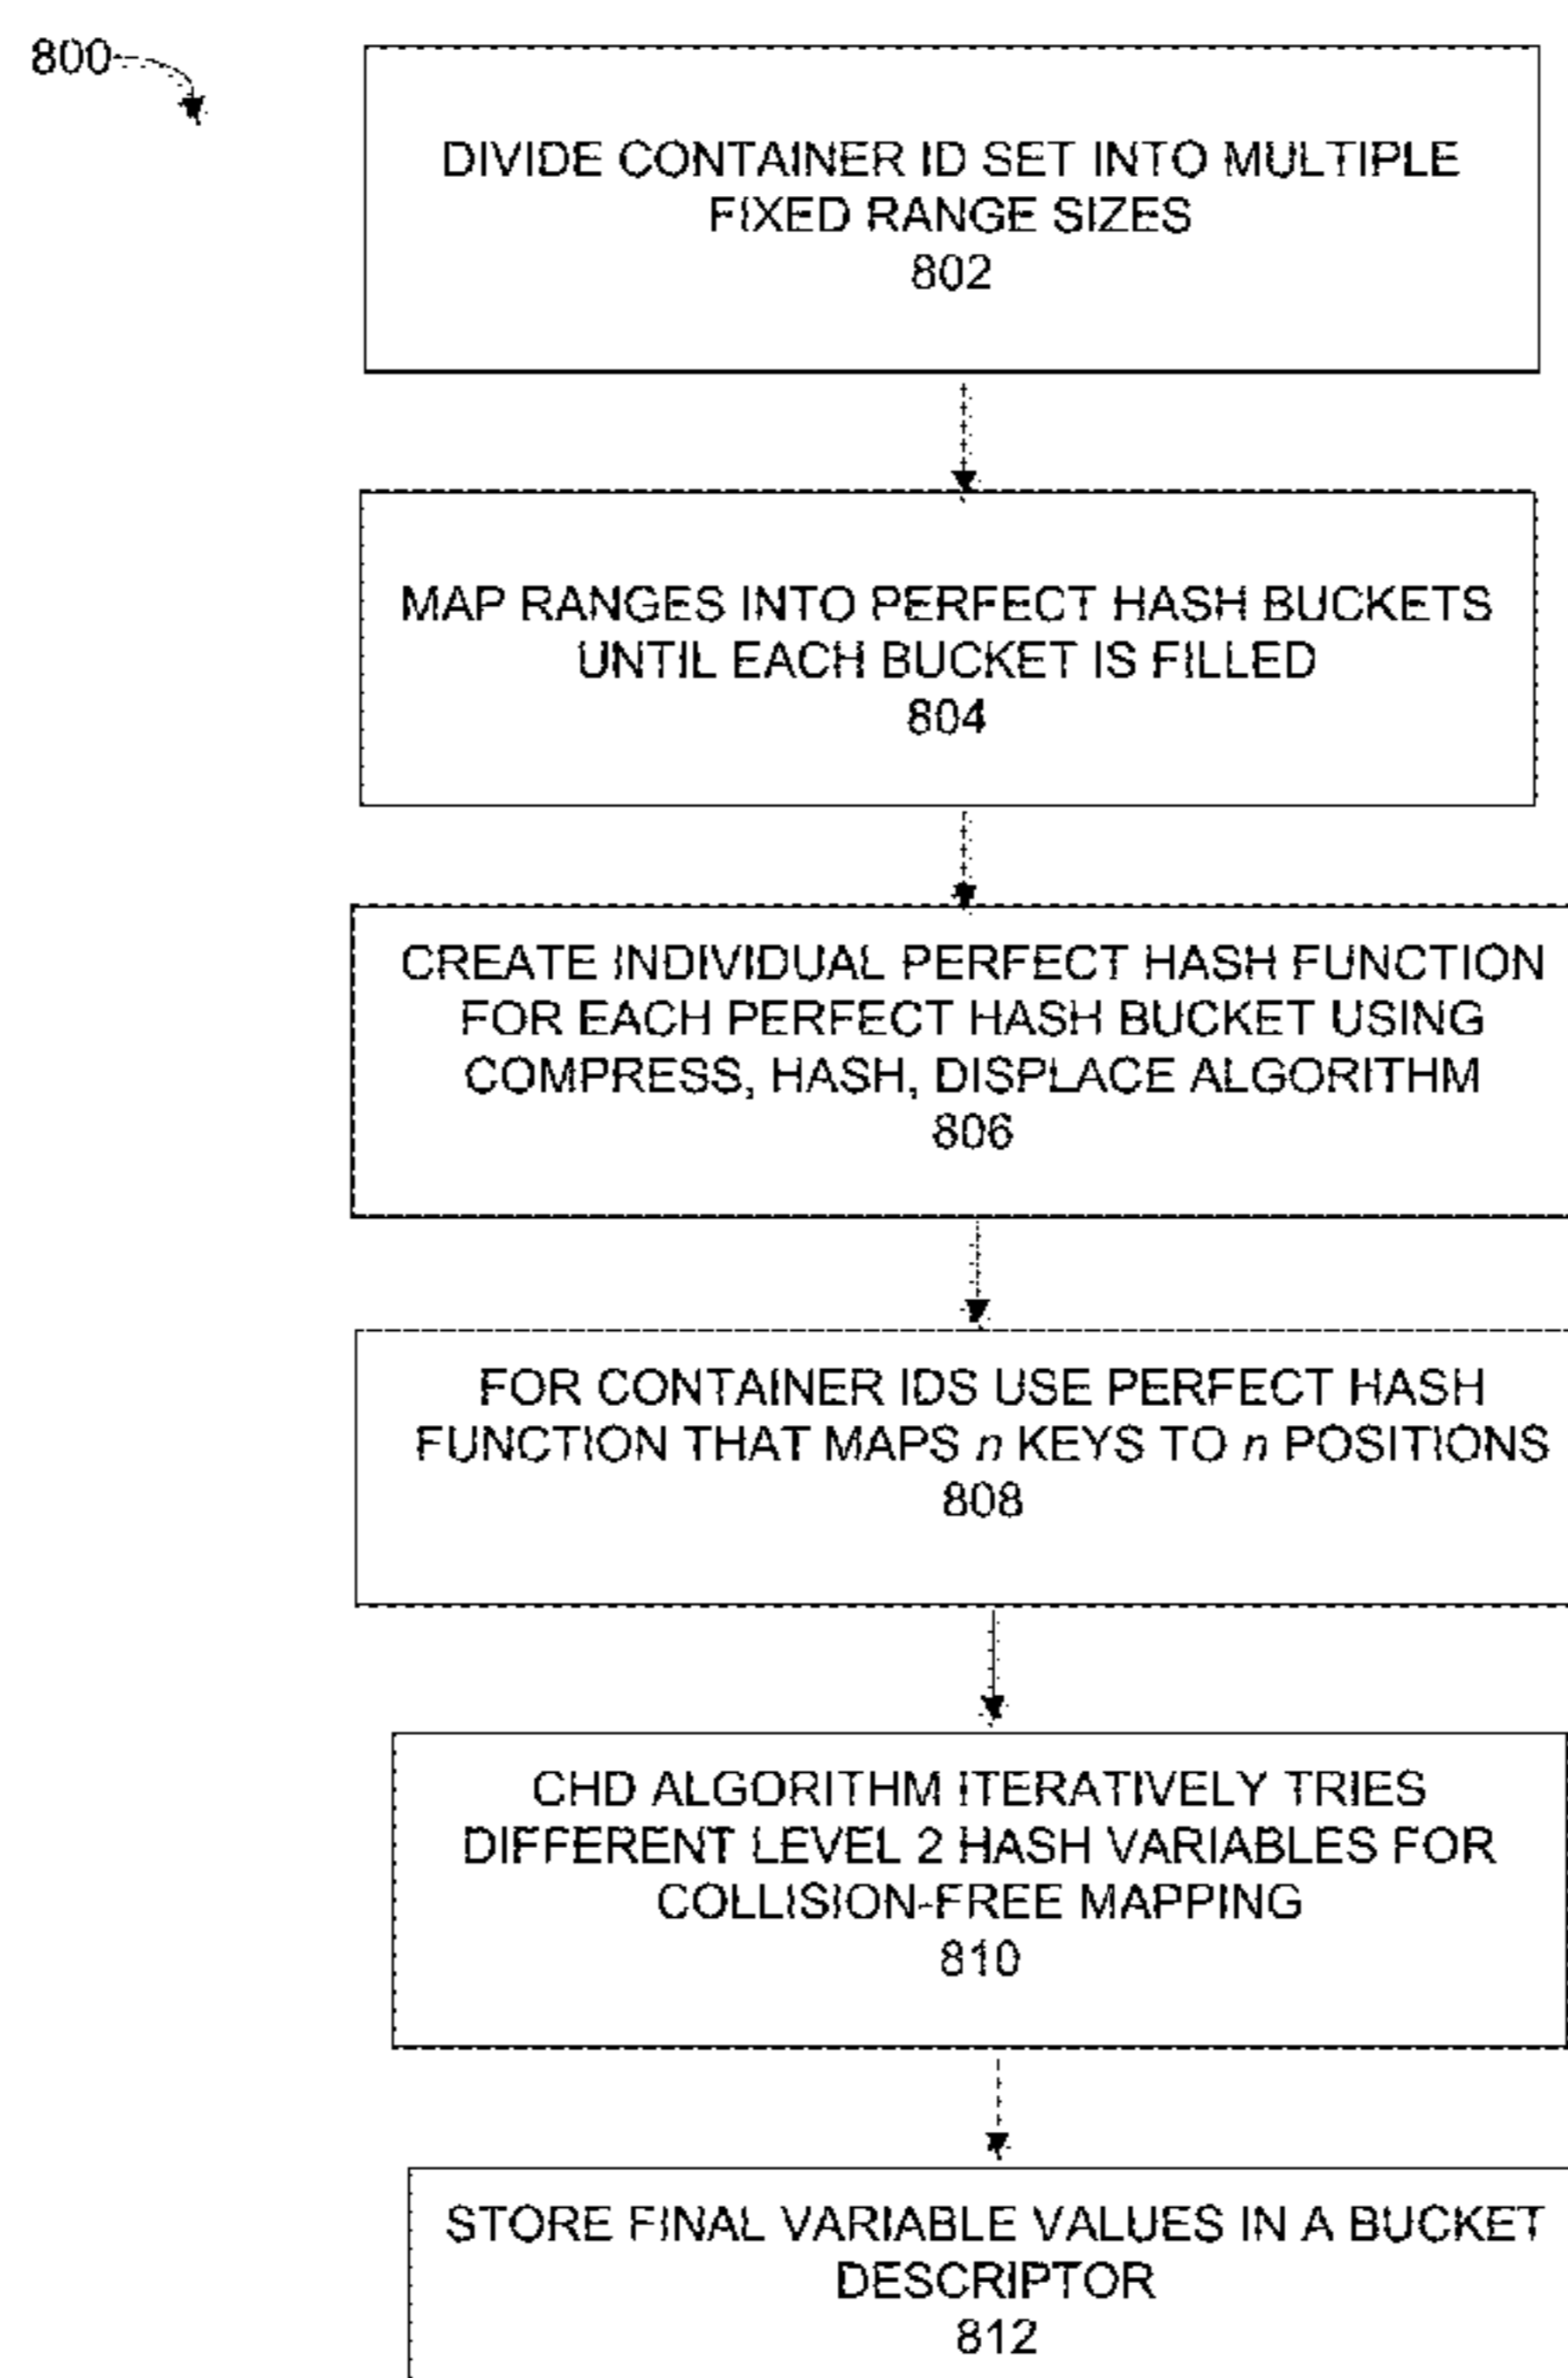 800
DIVIDE CONTAINER ID SET INTO MULTIPLE
FIXED RANGE SIZES
802
MAP RANGES INTO PERFECT HASH BUCKETS
UNTIL EACH BUCKET IS FILLED
804
CREATE INDIVIDUAL PERFECT HASH FUNCTION
FOR EACH PERFECT HASH BUCKET USING
COMPRESS, HASH, DISPLACE ALGORITHM
806
FOR CONTAINER IDS USE PERFECT HASH
FUNCTION THAT MAPS n KEYS TO n POSITIONS
808
CHD ALGORITHM ITERATIVELY TRIES
DIFFERENT LEVEL 2 HASH VARIABLES FOR
COLLISION-FREE MAPPING
810
STORE FINAL VARIABLE VALUES IN A BUCKET
DESCRIPTOR
812